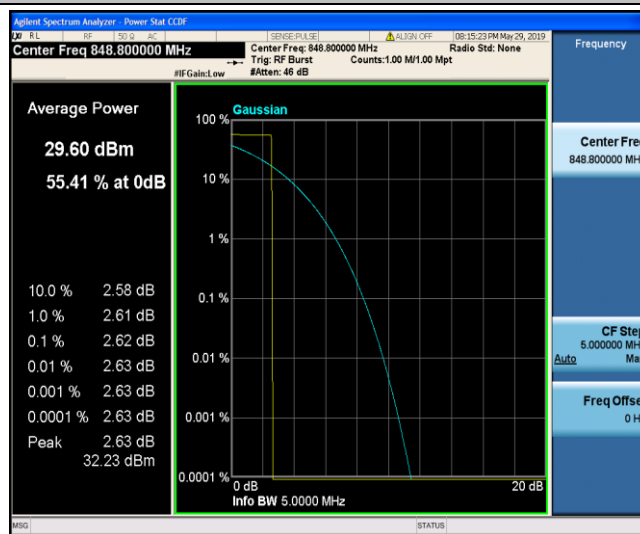 Agilent Spectrum Analyzer - Power Stat CCDF
RL RF 50 Ω AC SENSE:PULSE ALIGN OFF 08:15:23 PM May 29, 2019
Center Freq 848.800000 MHz
Center Freq: 848.800000 MHz Radio Std: None
Trig: RF Burst Counts:1.00 M/1.00 Mpt
#IFGain:Low #Atten: 46 dB
Frequency
Average Power
29.60 dBm
55.41 % at 0dB
10.0 % 2.58 dB
1.0 % 2.61 dB
0.1 % 2.62 dB
0.01 % 2.63 dB
0.001 % 2.63 dB
0.0001 % 2.63 dB
Peak 2.63 dB
32.23 dBm
Gaussian
100 %
10 %
1 %
0.1 %
0.01 %
0.001 %
0.0001 %
0 dB 20 dB
Info BW 5.0000 MHz
Center Fre
848.800000 MH
CF Step
5.000000 MH
Auto Ma
Freq Offse
0 H
MSG STATUS